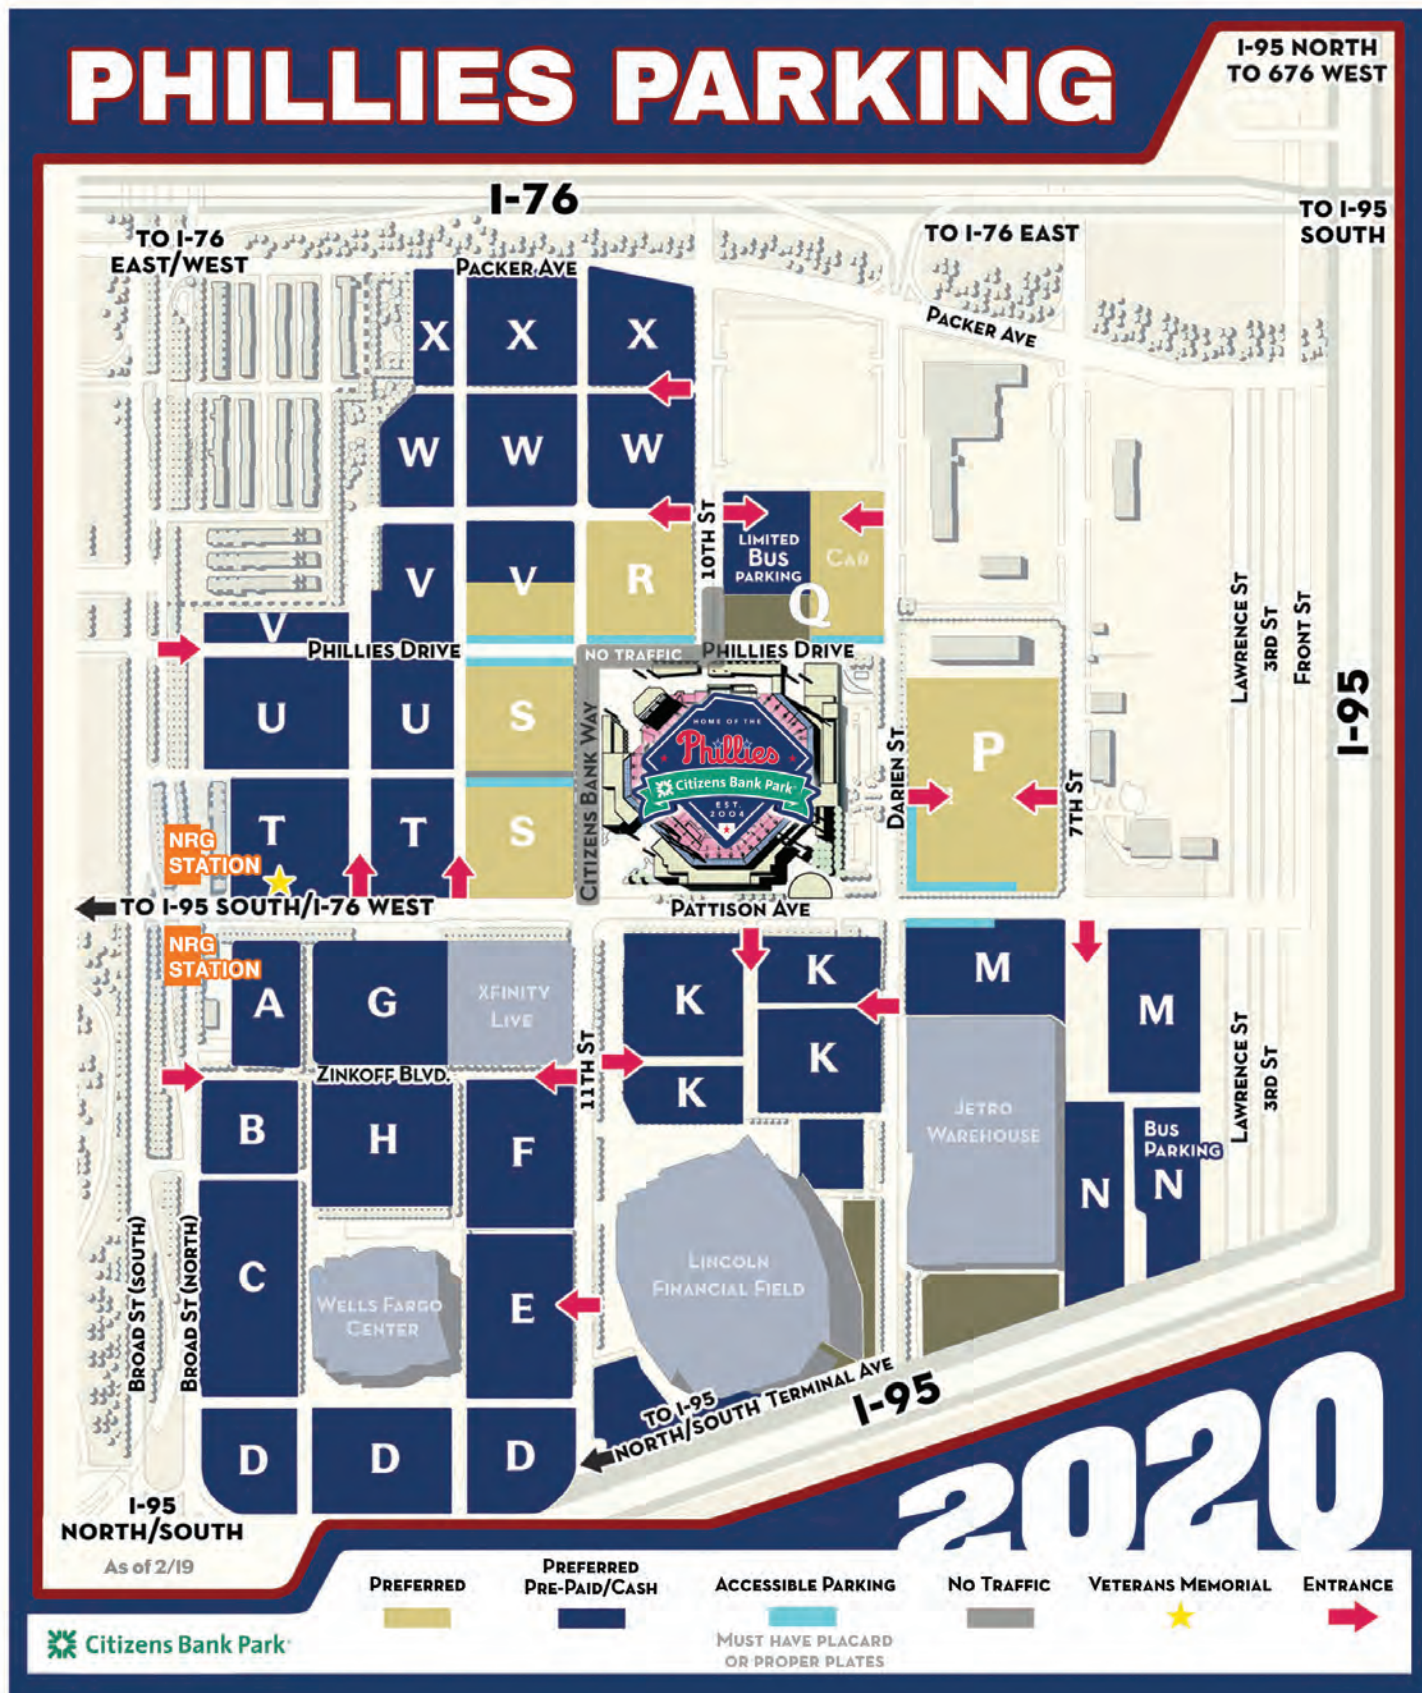 PHILLIES PARKING
I-95 NORTH
TO 676 WEST
I-76
TO I-95
SOUTH
TO I-76
EAST/WEST
TO I-76 EAST
PACKER AVE
PACKER AVE
X
X
X
W
W
W
10TH ST
LIMITED
BUS
PARKING
CAR
Q
V
V
R
V
PHILLIES DRIVE
NO TRAFFIC
PHILLIES DRIVE
LAWRENCE ST
3RD ST
FRONT ST
I-95
U
U
S
CITIZENS BANK WAY
HOME OF THE
Phillies
Citizens Bank Park
EST.
2004
DARIEN ST
P
7TH ST
NRG
STATION
T
T
S
TO I-95 SOUTH/I-76 WEST
PATTISON AVE
NRG
STATION
A
G
XFINITY
LIVE
K
K
M
M
ZINKOFF BLVD.
11TH ST
K
K
LAWRENCE ST
3RD ST
B
H
F
JETRO
WAREHOUSE
BUS
PARKING
N
N
BROAD ST (SOUTH)
BROAD ST (NORTH)
C
WELLS FARGO
CENTER
E
LINCOLN
FINANCIAL FIELD
D
D
D
TO I-95
NORTH/SOUTH TERMINAL AVE
I-95
I-95
NORTH/SOUTH
As of 2/19
2020
PREFERRED
PREFERRED
PRE-PAID/CASH
ACCESSIBLE PARKING
MUST HAVE PLACARD
OR PROPER PLATES
NO TRAFFIC
VETERANS MEMORIAL
ENTRANCE
Citizens Bank Park